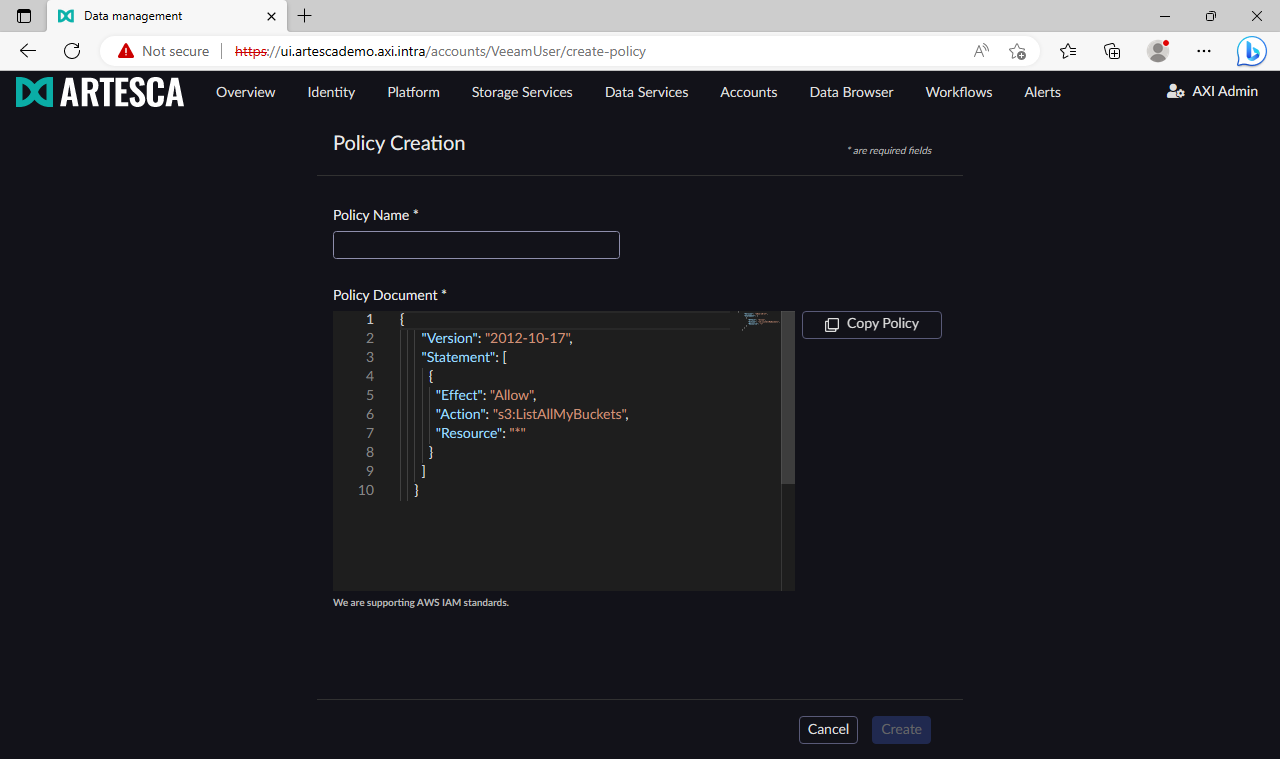 Data management
Not secure https://ui.artescademo.axi.intra/accounts/VeeamUser/create-policy
ARTESCA Overview Identity Platform Storage Services Data Services Accounts Data Browser Workflows Alerts AXI Admin
Policy Creation
* are required fields
Policy Name *
Policy Document *
1 {
2 "Version": "2012-10-17",
3 "Statement": [
4 {
5 "Effect": "Allow",
6 "Action": "s3:ListAllMyBuckets",
7 "Resource": "*"
8 }
9 ]
10 }
Copy Policy
We are supporting AWS IAM standards.
Cancel Create